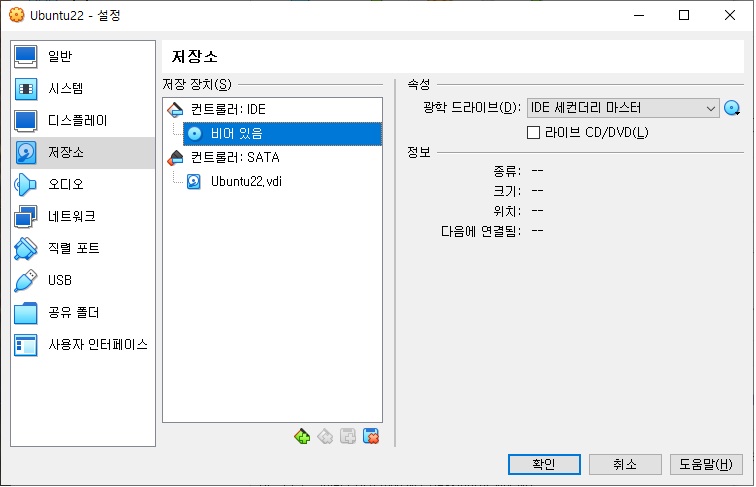 Ubuntu22 - 설정
일반
시스템
디스플레이
저장소
오디오
네트워크
직렬 포트
USB
공유 폴더
사용자 인터페이스
저장소
저장 장치(S)
컨트롤러: IDE
비어 있음
컨트롤러: SATA
Ubuntu22.vdi
속성
광학 드라이브(D): IDE 세컨더리 마스터
라이브 CD/DVD(L)
정보
종류: --
크기: --
위치: --
다음에 연결됨: --
확인
취소
도움말(H)